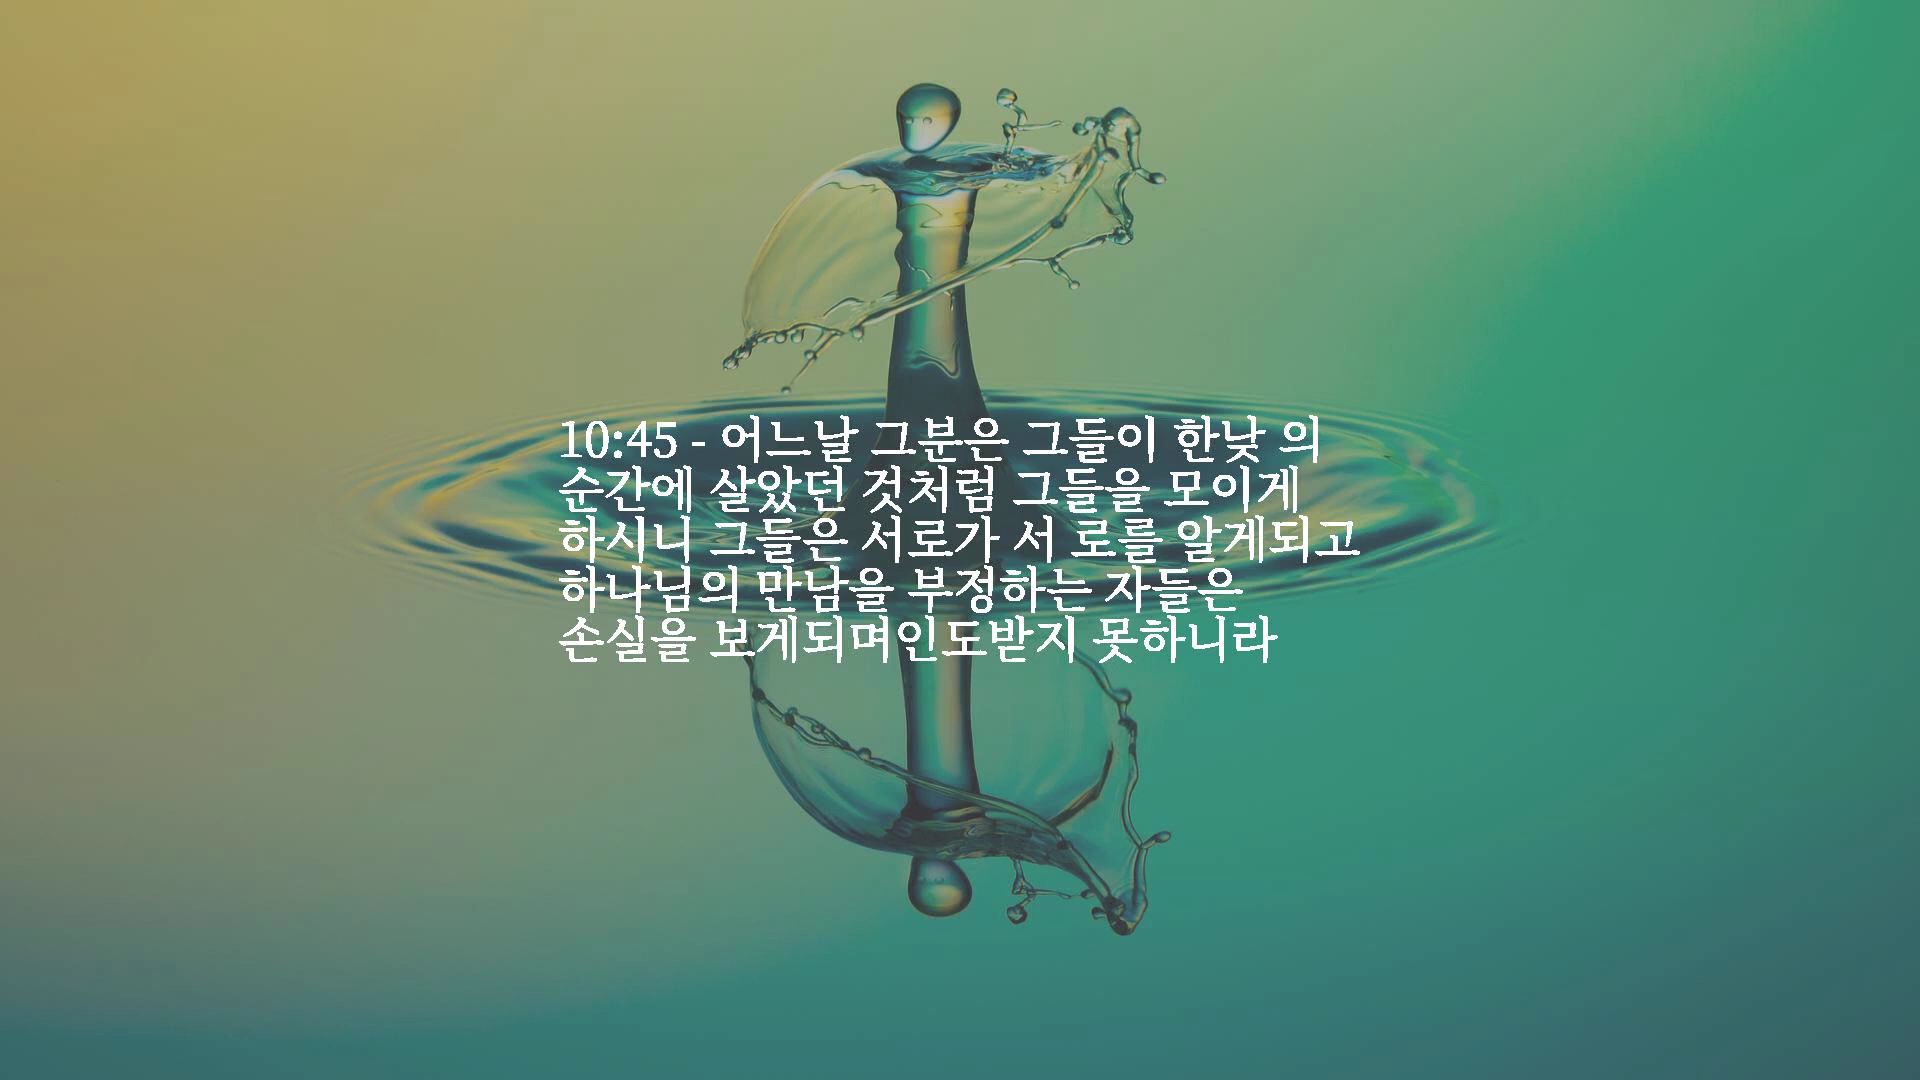 10:45 - 어느날 그분은 그들이 한낮 의
순간에 살았던 것처럼 그들을 모이게
하시니 그들은 서로가 서 로를 알게되고
하나님의 만남을 부정하는 자들은
손실을 보게되며인도받지 못하니라